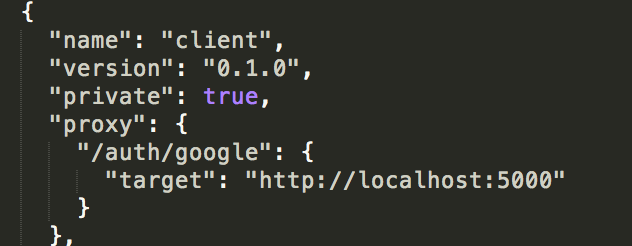 {
"name": "client",
"version": "0.1.0",
"private": true,
"proxy": {
"/auth/google": {
"target": "http://localhost:5000"
}
},